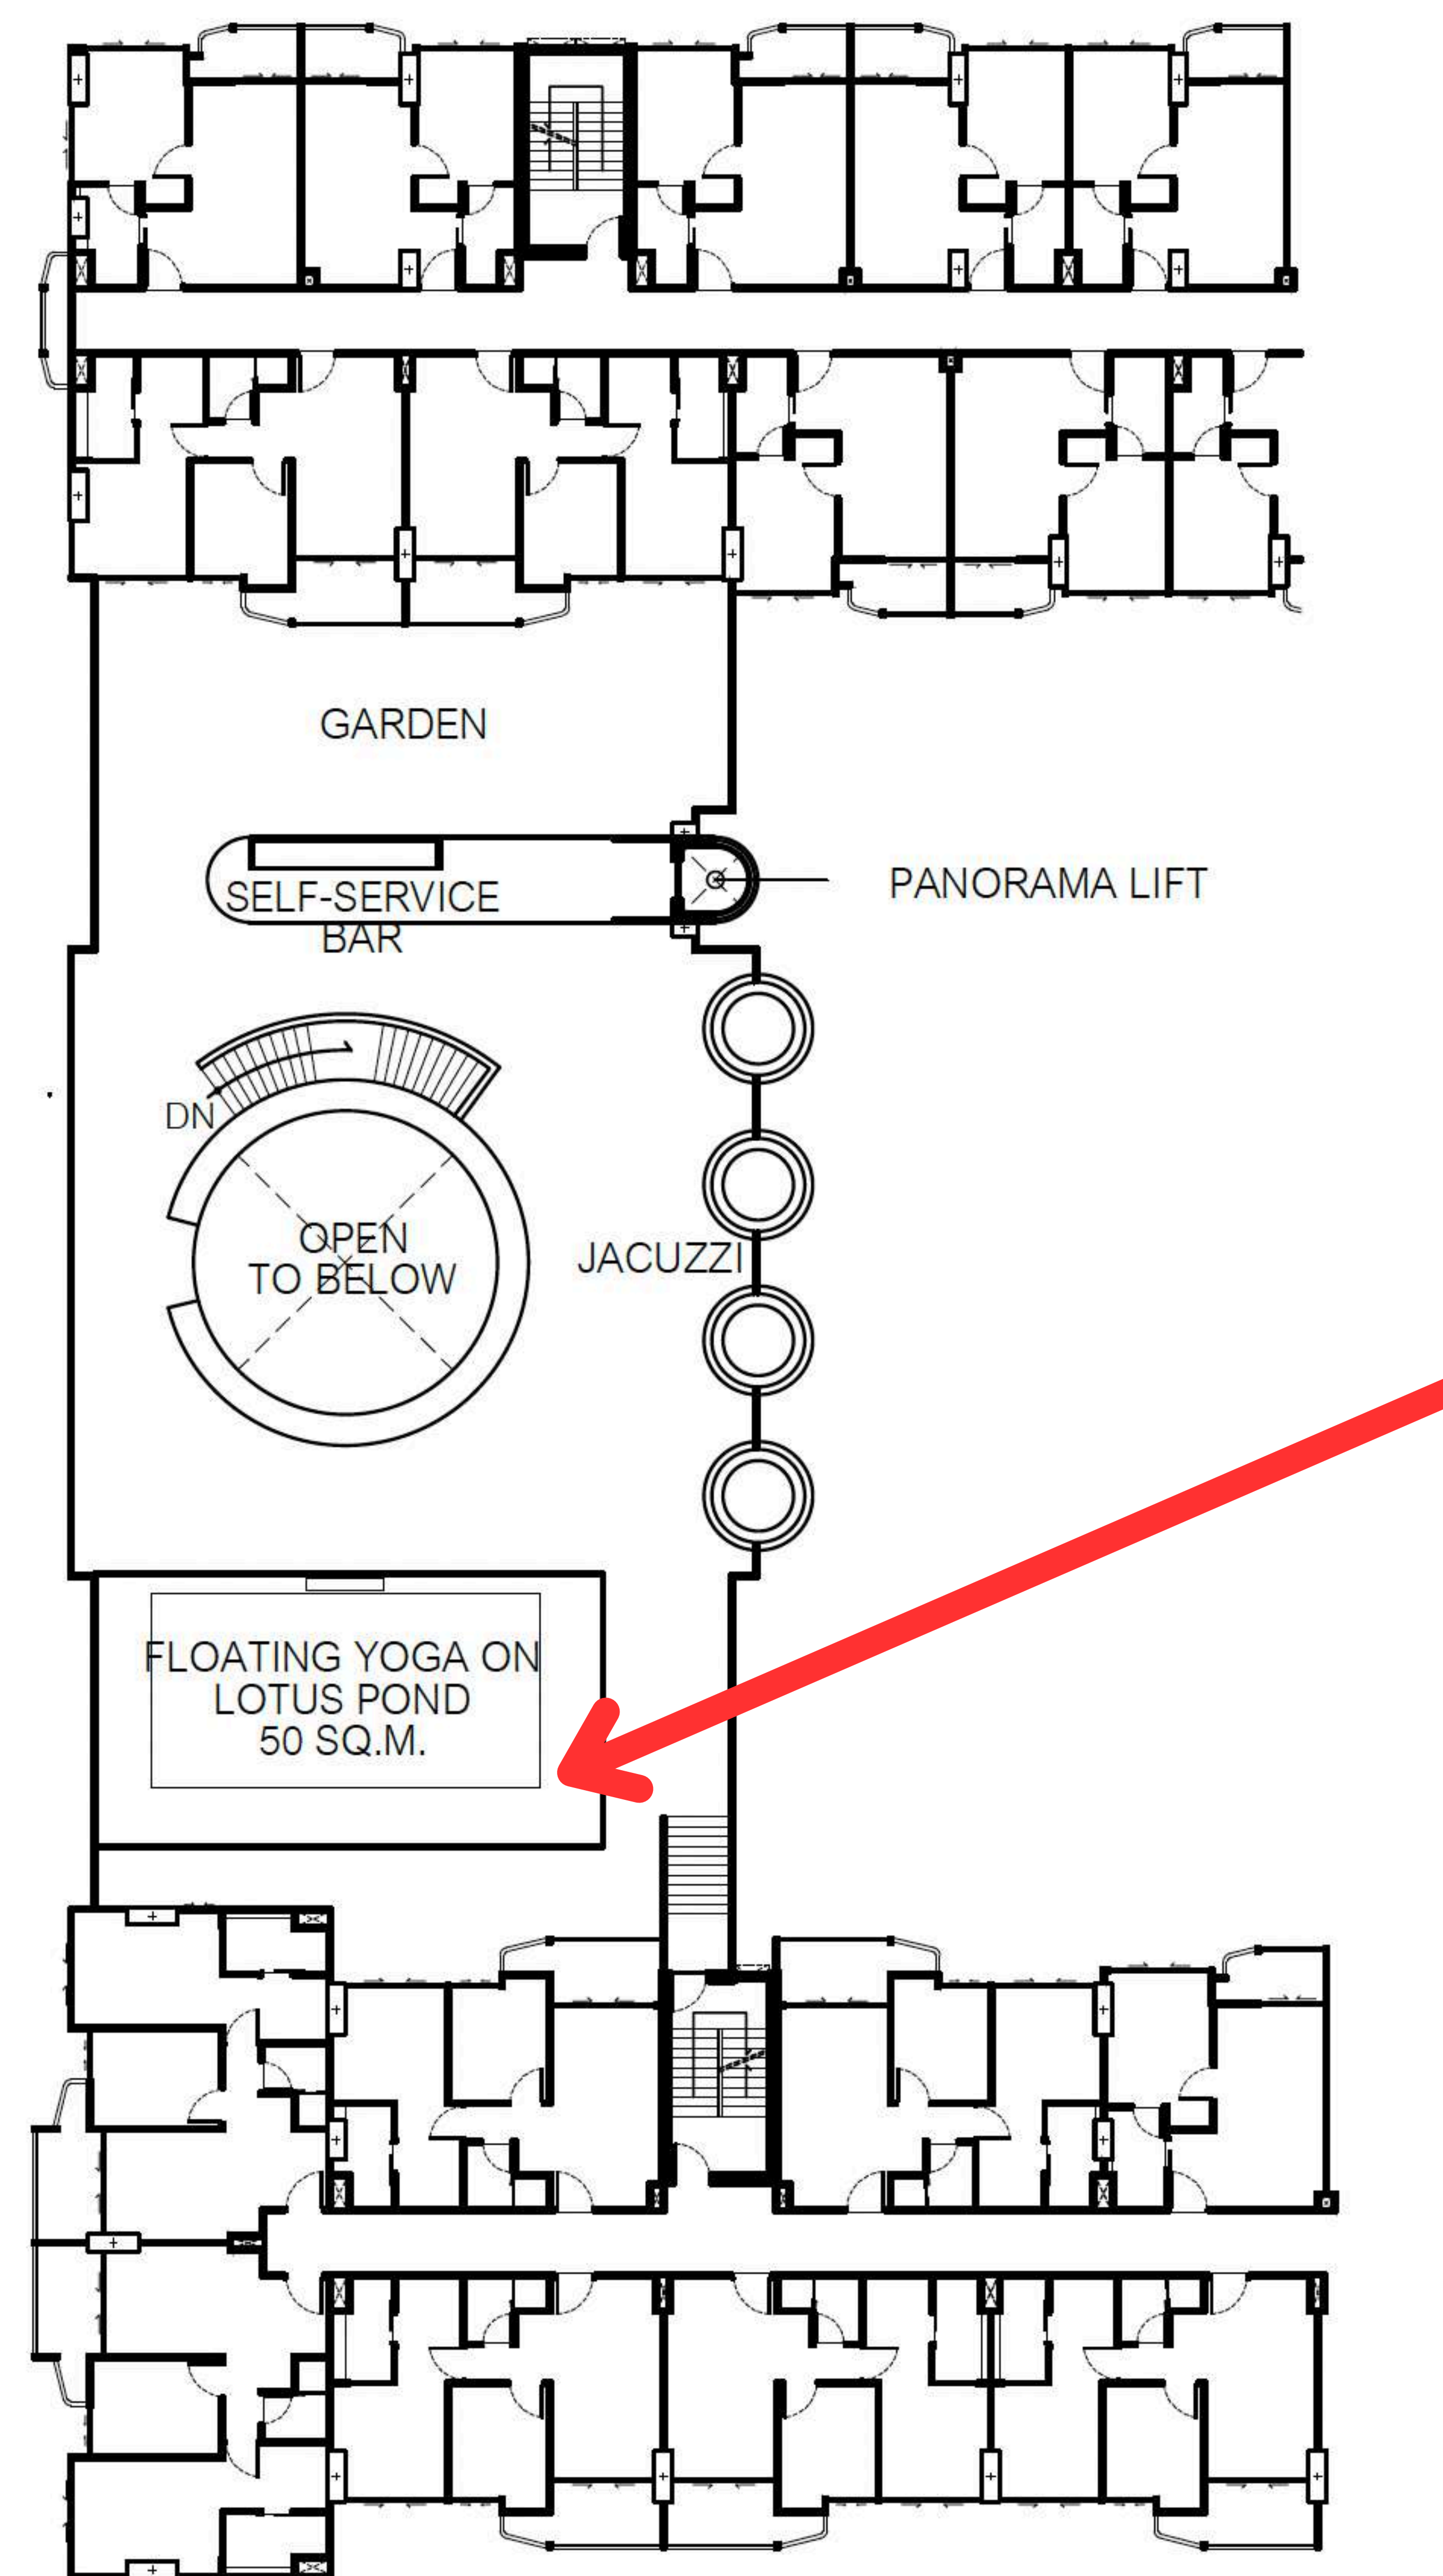 GARDEN
SELF-SERVICE
BAR
PANORAMA LIFT
DN
OPEN
TO BELOW
JACUZZI
FLOATING YOGA ON
LOTUS POND
50 SQ.M.